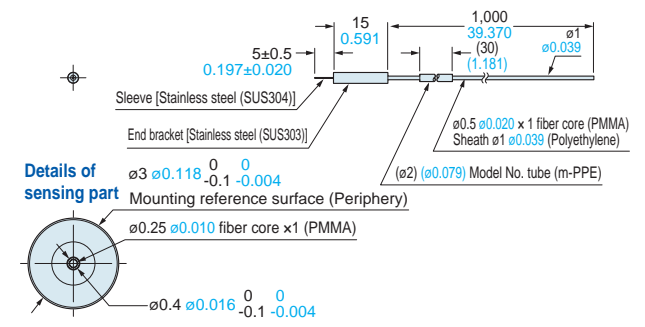 15
0.591
1,000
39.370
ø1
ø0.039
5±0.5
0.197±0.020
(30)
(1.181)
Sleeve [Stainless steel (SUS304)]
End bracket [Stainless steel (SUS303)]
ø0.5 ø0.020 × 1 fiber core (PMMA)
Sheath ø1 ø0.039 (Polyethylene)
(ø2) (ø0.079) Model No. tube (m-PPE)
Details of
sensing part
ø3 ø0.118 0 -0.1 0 -0.004
Mounting reference surface (Periphery)
ø0.25 ø0.010 fiber core ×1 (PMMA)
ø0.4 ø0.016 0 -0.1 0 -0.004